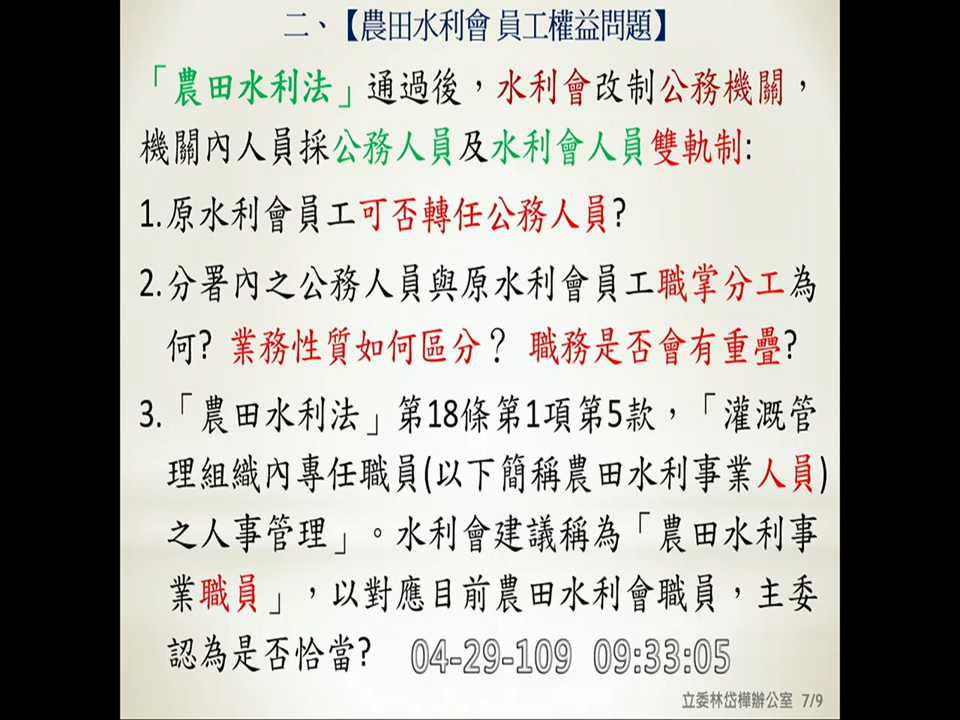 二、【農田水利會 員工權益問題】
「農田水利法」通過後，水利會改制公務機關，
機關內人員採公務人員及水利會人員雙軌制:
1.原水利會員工可否轉任公務人員?
2.分署內之公務人員與原水利會員工職掌分工為
何? 業務性質如何區分？ 職務是否會有重疊?
3.「農田水利法」第18條第1項第5款，「灌溉管
理組織內專任職員(以下簡稱農田水利事業人員)
之人事管理」。水利會建議稱為「農田水利事
業職員」，以對應目前農田水利會職員，主委
認為是否恰當?
04-29-109 09:33:05
立委林岱樺辦公室 7/9